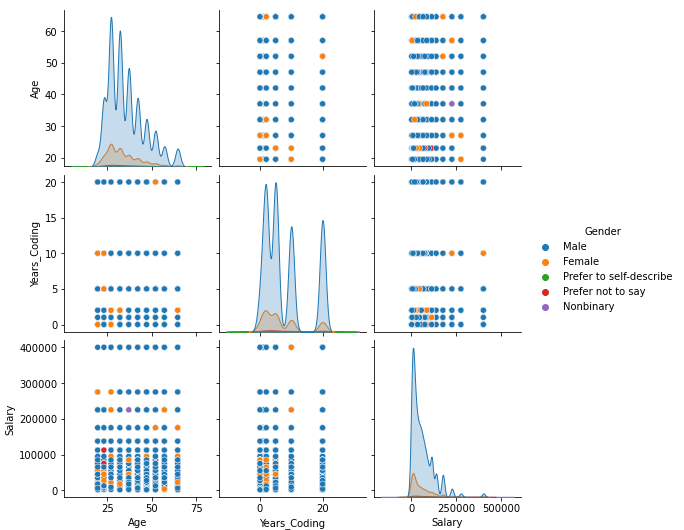 60
50
40
30
20
Age
20
15
10
5
0
Years_Coding
Gender
Male
Female
Prefer to self-describe
Prefer not to say
Nonbinary
400000
300000
200000
100000
0
Salary
25 50 75
0 20
0 250000 500000
Age Years_Coding Salary